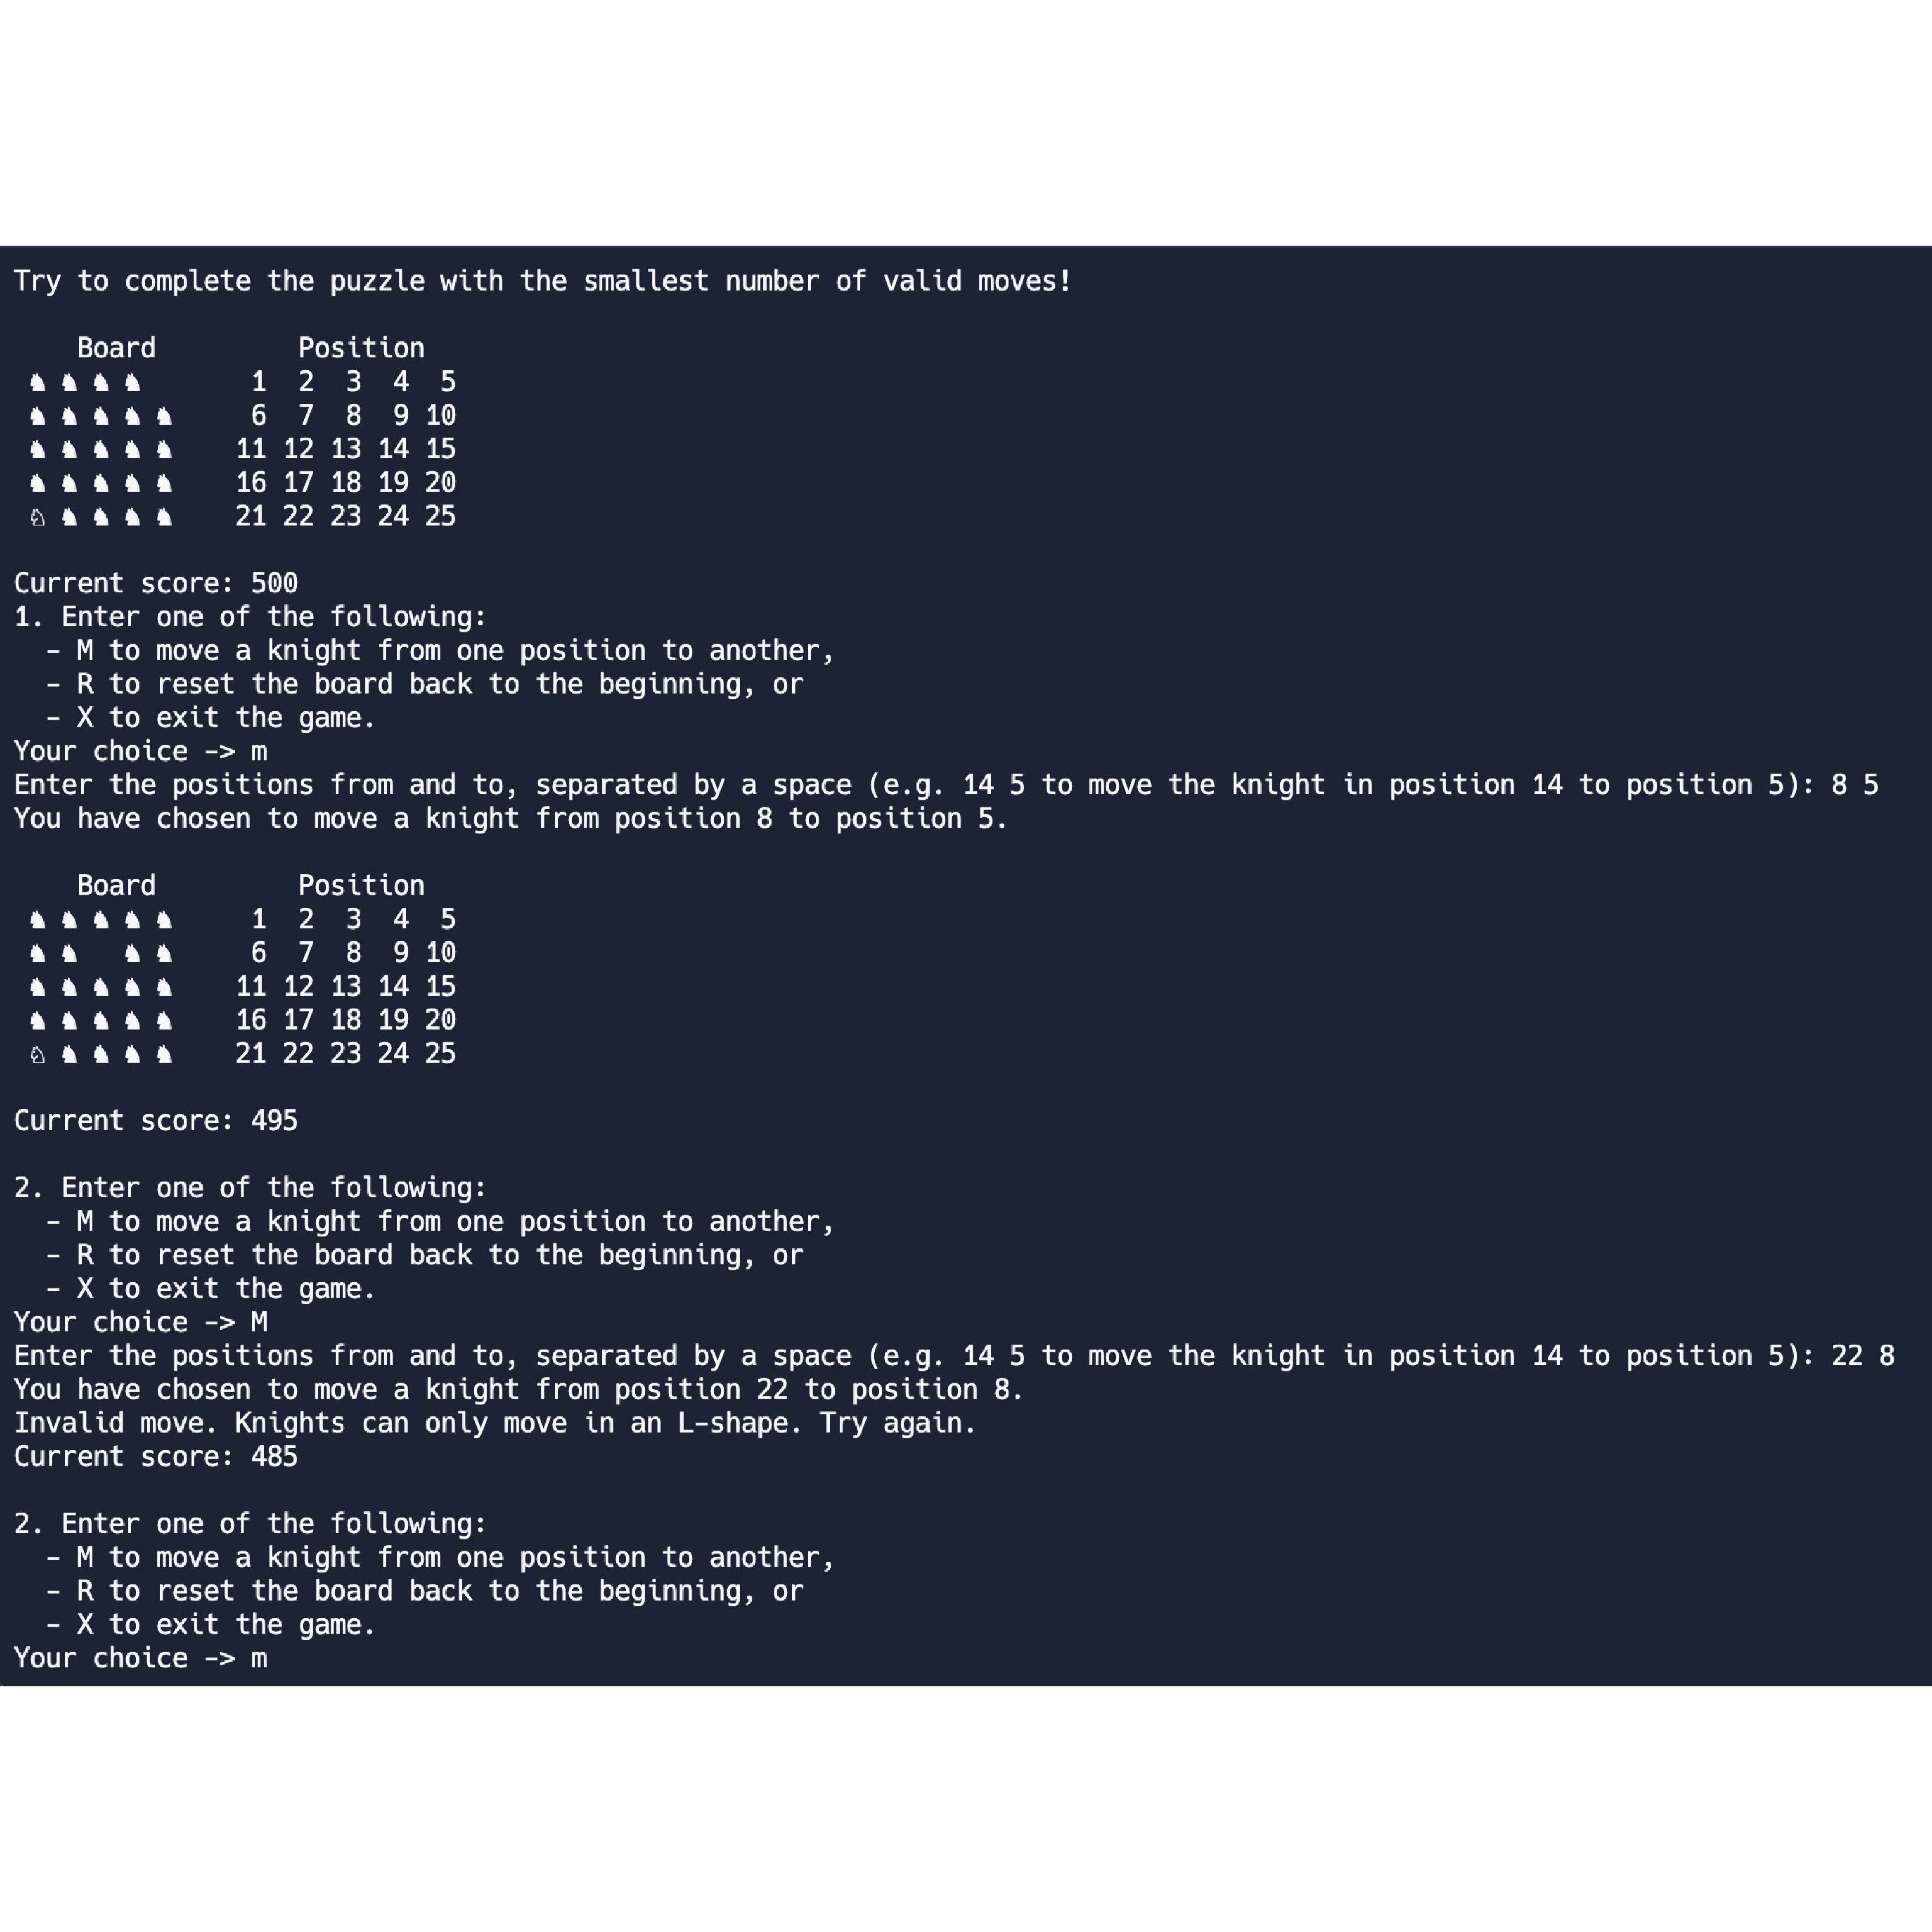 Try to complete the puzzle with the smallest number of valid moves!
Board Position
♞ ♞ ♞ ♞ 1 2 3 4 5
♞ ♞ ♞ ♞ ♞ 6 7 8 9 10
♞ ♞ ♞ ♞ ♞ 11 12 13 14 15
♞ ♞ ♞ ♞ ♞ 16 17 18 19 20
♘ ♞ ♞ ♞ ♞ 21 22 23 24 25
Current score: 500
1. Enter one of the following:
- M to move a knight from one position to another,
- R to reset the board back to the beginning, or
- X to exit the game.
Your choice -> m
Enter the positions from and to, separated by a space (e.g. 14 5 to move the knight in position 14 to position 5): 8 5
You have chosen to move a knight from position 8 to position 5.
Board Position
♞ ♞ ♞ ♞ ♞ 1 2 3 4 5
♞ ♞   ♞ ♞ 6 7 8 9 10
♞ ♞ ♞ ♞ ♞ 11 12 13 14 15
♞ ♞ ♞ ♞ ♞ 16 17 18 19 20
♘ ♞ ♞ ♞ ♞ 21 22 23 24 25
Current score: 495
2. Enter one of the following:
- M to move a knight from one position to another,
- R to reset the board back to the beginning, or
- X to exit the game.
Your choice -> M
Enter the positions from and to, separated by a space (e.g. 14 5 to move the knight in position 14 to position 5): 22 8
You have chosen to move a knight from position 22 to position 8.
Invalid move. Knights can only move in an L-shape. Try again.
Current score: 485
2. Enter one of the following:
- M to move a knight from one position to another,
- R to reset the board back to the beginning, or
- X to exit the game.
Your choice -> m